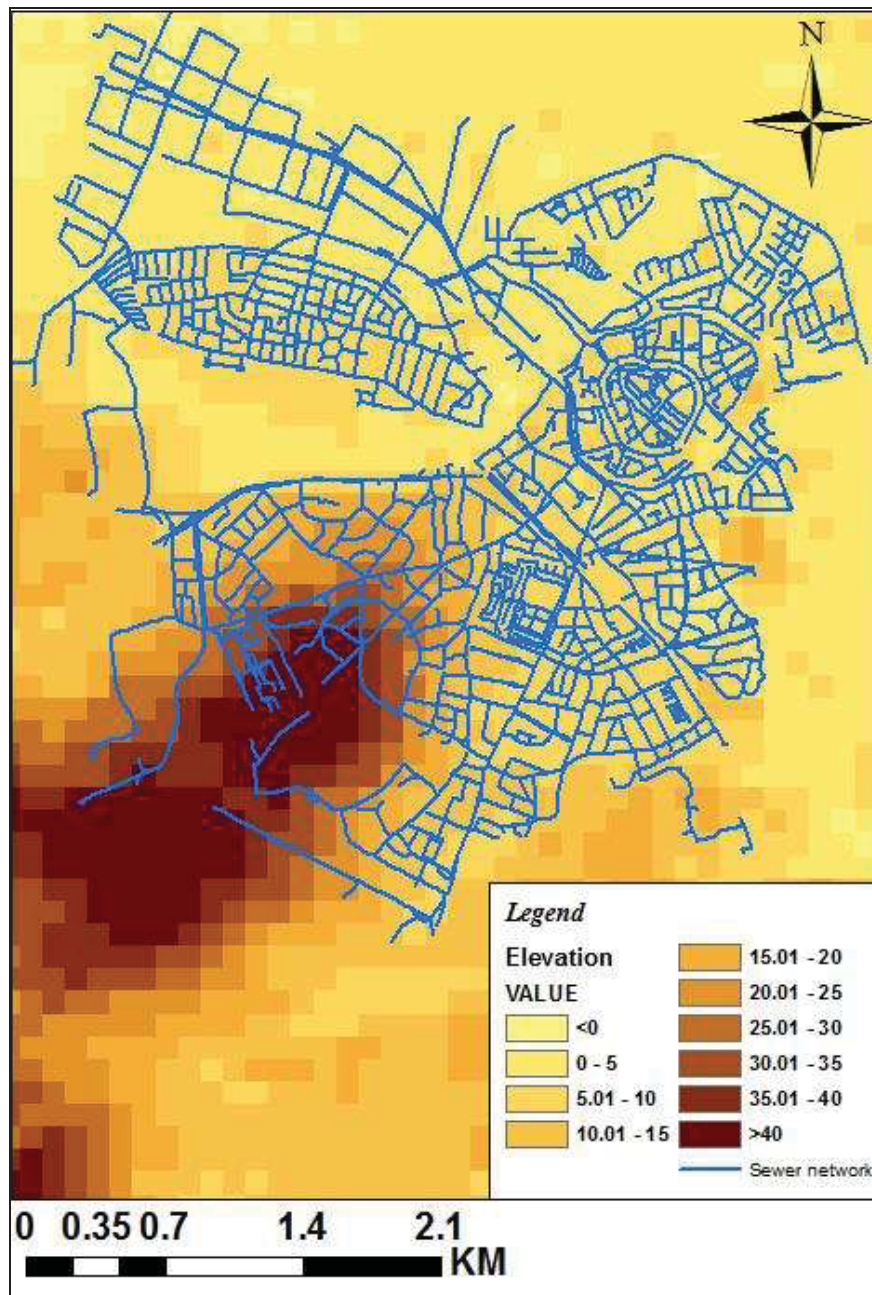 N
Legend
Elevation
VALUE
<0
0 - 5
5.01 - 10
10.01 - 15
15.01 - 20
20.01 - 25
25.01 - 30
30.01 - 35
35.01 - 40
>40
Sewer network
0 0.35 0.7 1.4 2.1
KM